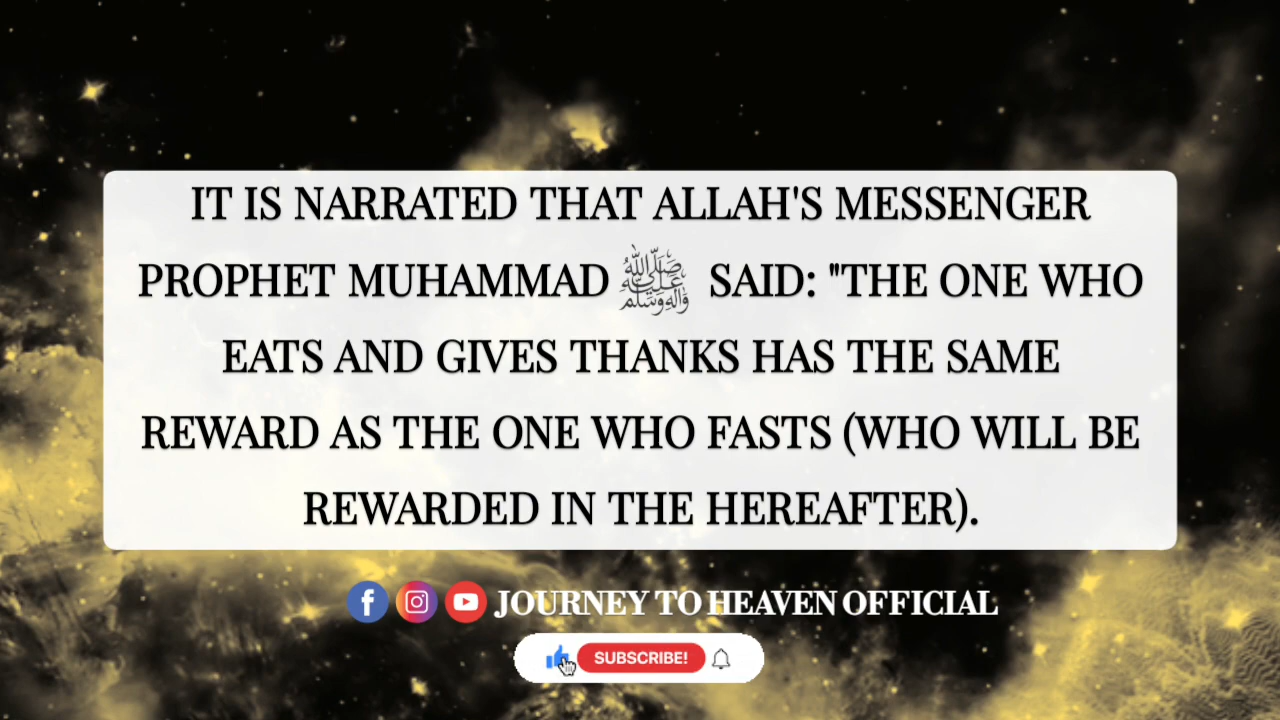 IT IS NARRATED THAT ALLAH'S MESSENGER
PROPHET MUHAMMAD ﷺ SAID: "THE ONE WHO
EATS AND GIVES THANKS HAS THE SAME
REWARD AS THE ONE WHO FASTS (WHO WILL BE
REWARDED IN THE HEREAFTER).
JOURNEY TO HEAVEN OFFICIAL
SUBSCRIBE!